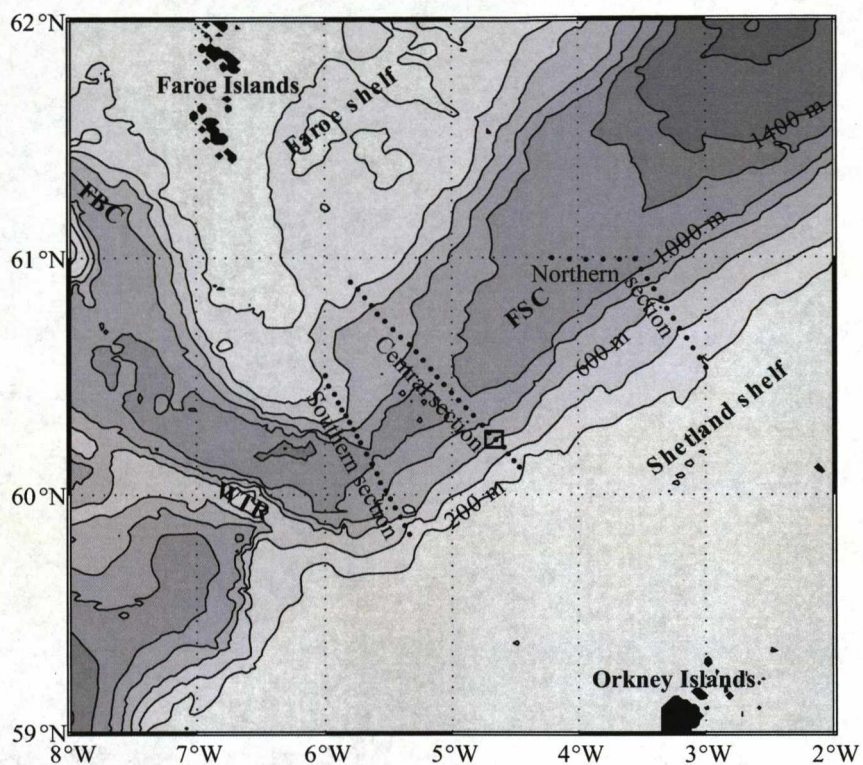 62°N
Faroe Islands
Faroe shelf
1400 m
FBC
61°N
1000 m
Northern section
FSC
600 m
Central section
Southern section
Shetland shelf
60°N
WTR
200 m
Orkney Islands
59°N
8°W 7°W 6°W 5°W 4°W 3°W 2°W